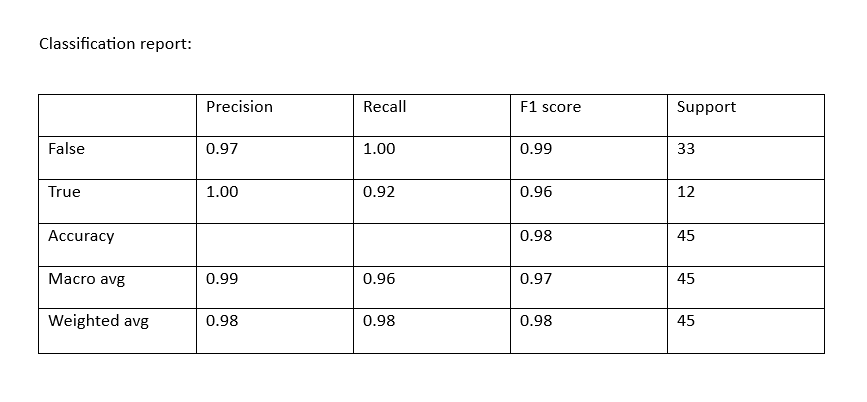 Classification report:
Precision Recall F1 score Support
False 0.97 1.00 0.99 33
True 1.00 0.92 0.96 12
Accuracy 0.98 45
Macro avg 0.99 0.96 0.97 45
Weighted avg 0.98 0.98 0.98 45